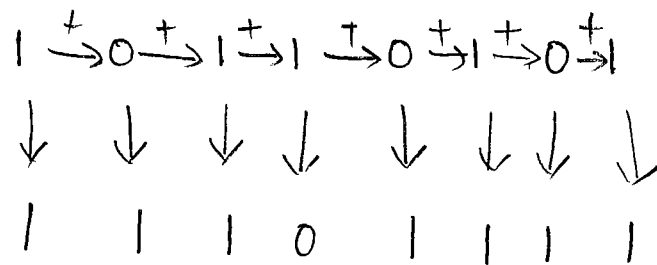 1 + → 0 + → 1 + → 1 + → 0 + → 1 + → 0 + → 1
↓ ↓ ↓ ↓ ↓ ↓ ↓ ↓
1 1 1 0 1 1 1 1